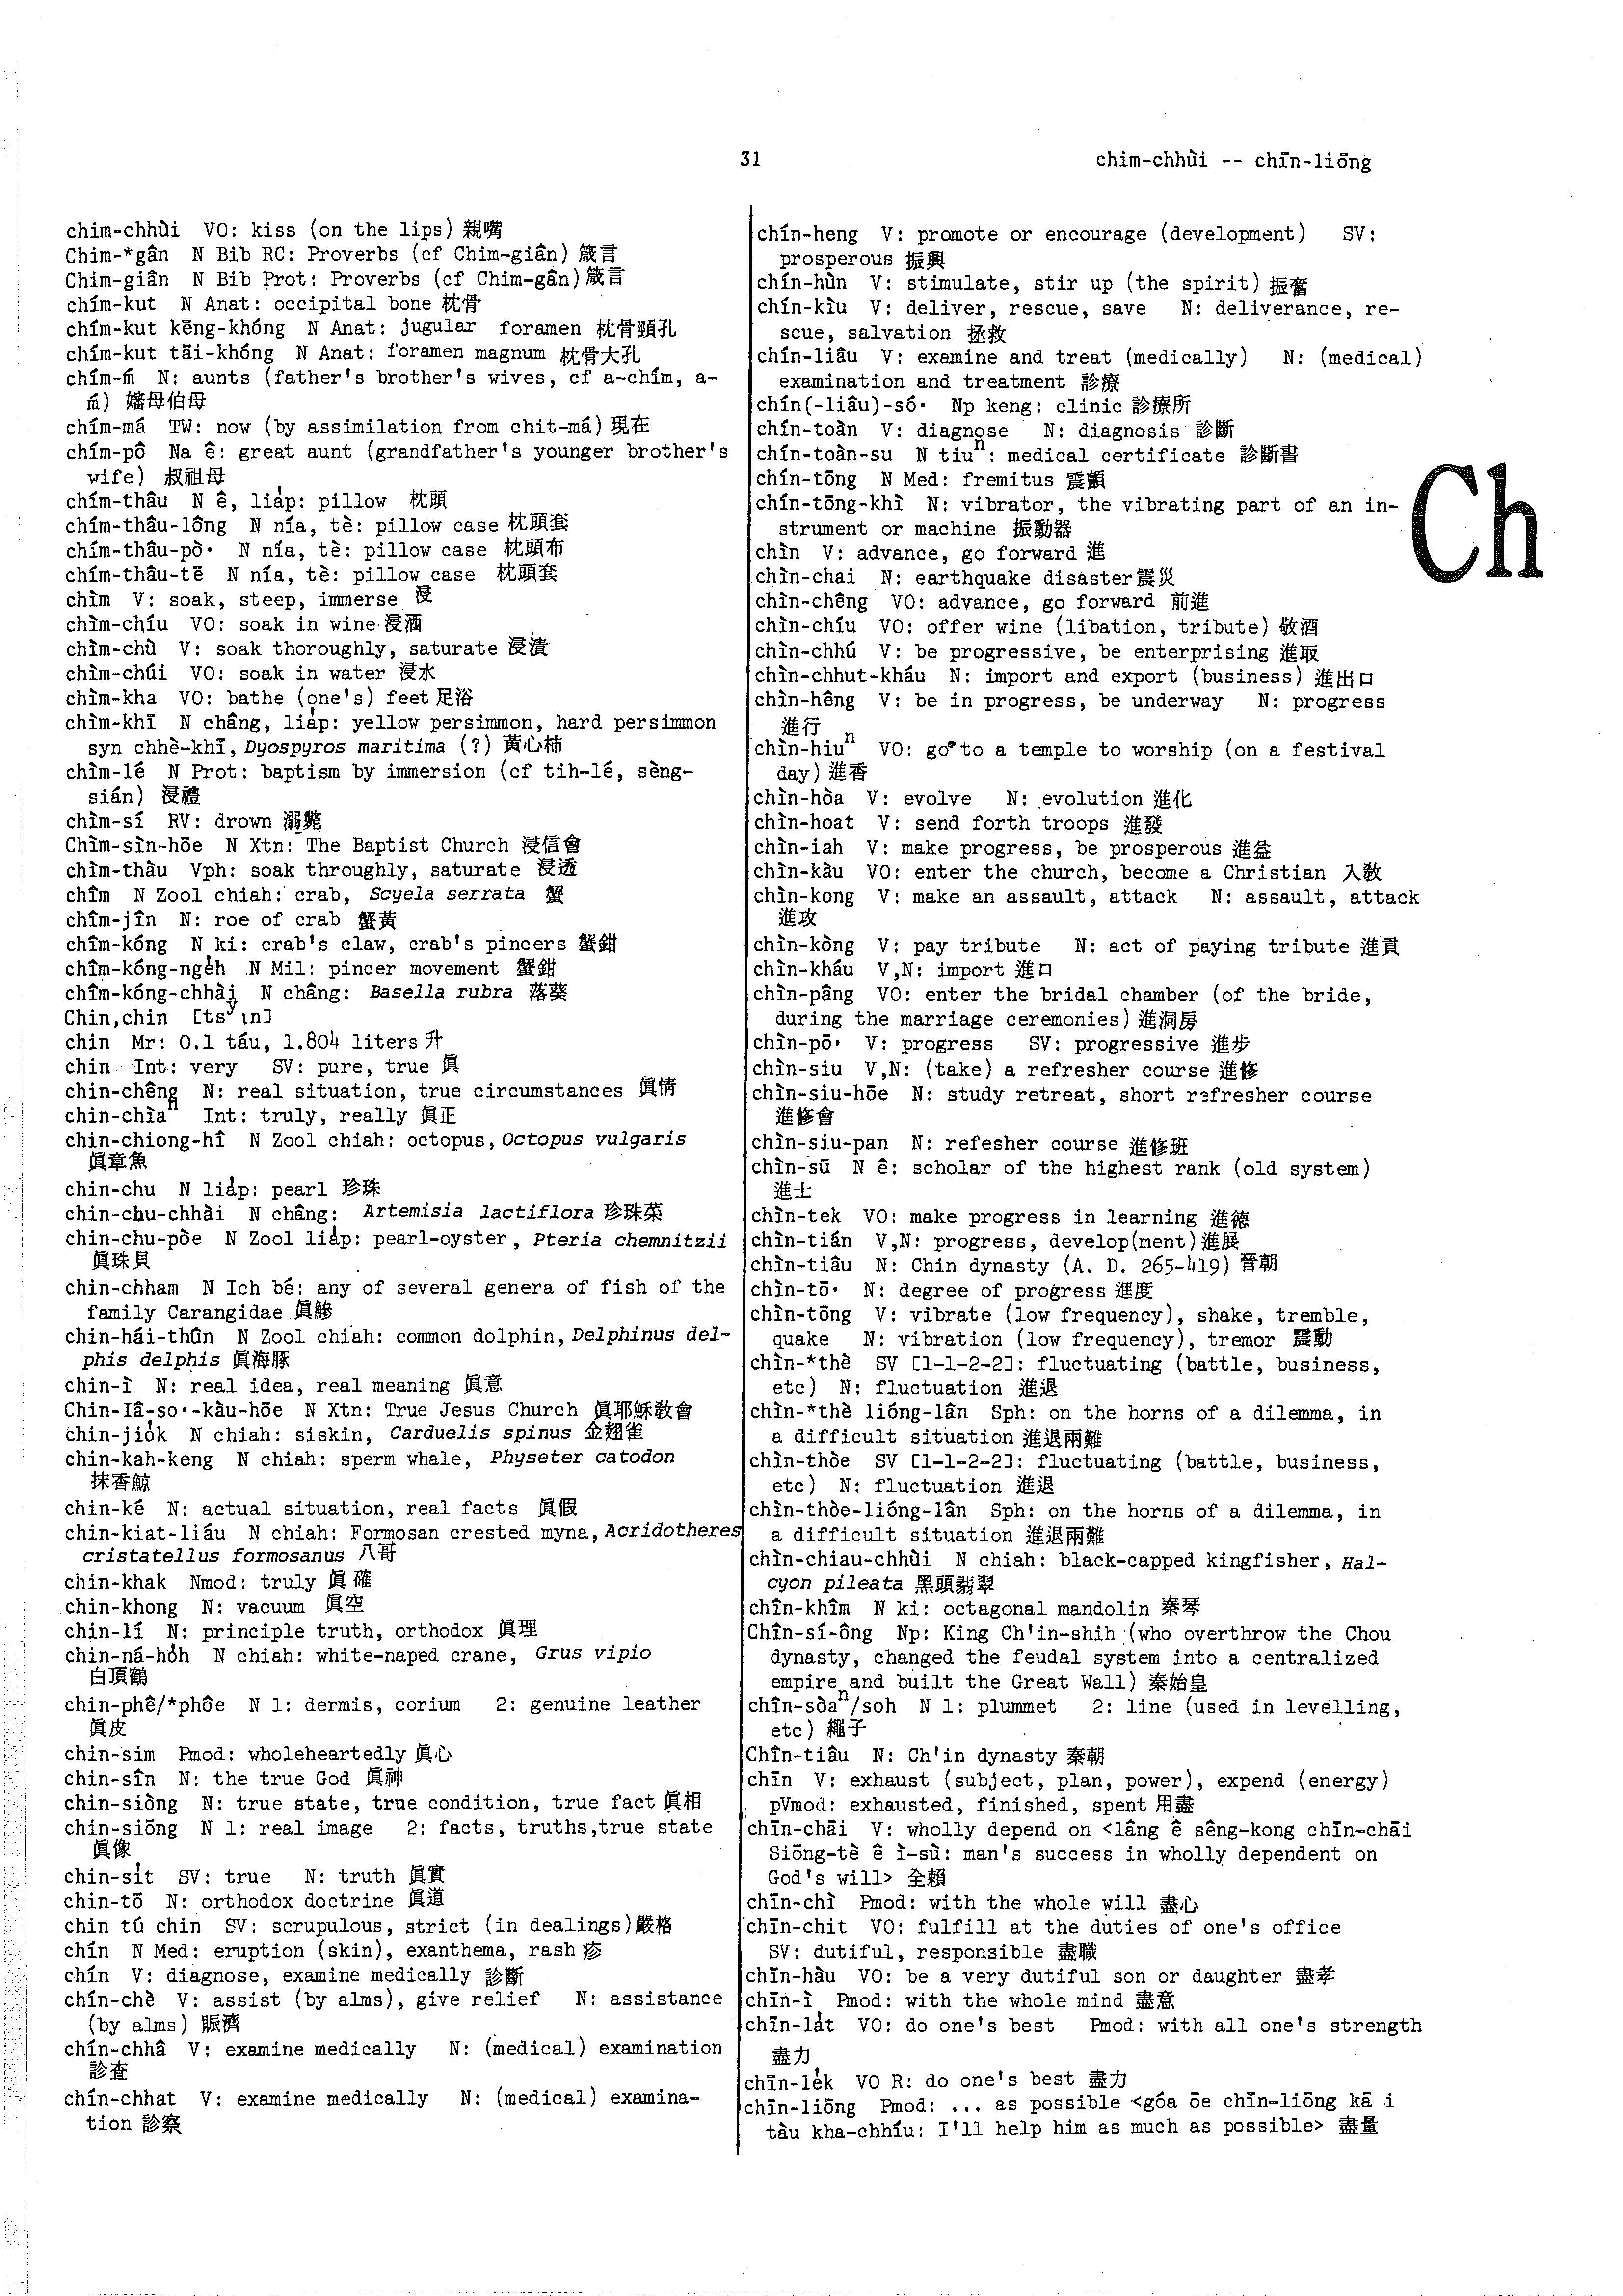 31
chim-chhùi -- chīn-liōng
chim-chhùi VO: kiss (on the lips) 親嘴
Chim-*gân N Bib RC: Proverbs (cf Chim-giân) 箴言
Chim-giân N Bib Prot: Proverbs (cf Chim-gân) 箴言
chím-kut N Anat: occipital bone 枕骨
chím-kut kēng-khóng N Anat: jugular foramen 枕骨頸孔
chím-kut tāi-khóng N Anat: foramen magnum 枕骨大孔
chím-ḿ N: aunts (father's brother's wives, cf a-chím, a-
ḿ) 嬸母伯母
chím-má TW: now (by assimilation from chit-má) 現在
chím-pô Na ê: great aunt (grandfather's younger brother's
wife) 叔祖母
chím-thâu N ê, lia̍p: pillow 枕頭
chím-thâu-lông N nía, tè: pillow case 枕頭套
chím-thâu-pò· N nía, tè: pillow case 枕頭布
chím-thâu-tē N nía, tè: pillow case 枕頭套
chìm V: soak, steep, immerse 浸
chìm-chíu VO: soak in wine 浸酒
chìm-chù V: soak thoroughly, saturate 浸漬
chìm-chúi VO: soak in water 浸水
chìm-kha VO: bathe (one's) feet 足浴
chìm-khī N châng, lia̍p: yellow persimmon, hard persimmon
syn chhè-khī, Dyospyros maritima (?) 黃心柿
chìm-lé N Prot: baptism by immersion (cf tih-lé, sèng-
sián) 浸禮
chìm-sí RV: drown 溺斃
Chìm-sìn-hōe N Xtn: The Baptist Church 浸信會
chìm-thàu Vph: soak throughly, saturate 浸透
chîm N Zool chiah: crab, Scyela serrata 蟹
chîm-jîn N: roe of crab 蟹黃
chîm-kóng N ki: crab's claw, crab's pincers 蟹鉗
chîm-kóng-nge̍h N Mil: pincer movement 蟹鉗
chîm-kóng-chhài N châng: Basella rubra 落葵
Chin,chin [tsʸɩn]
chin Mr: 0.1 táu, 1.804 liters 升
chin Int: very SV: pure, true 眞
chin-chêng N: real situation, true circumstances 眞情
chin-chìaⁿ Int: truly, really 眞正
chin-chiong-hî N Zool chiah: octopus, Octopus vulgaris
眞章魚
chin-chu N lia̍p: pearl 珍珠
chin-chu-chhài N châng: Artemisia lactiflora 珍珠菜
chin-chu-pòe N Zool lia̍p: pearl-oyster, Pteria chemnitzii
眞珠貝
chin-chham N Ich bé: any of several genera of fish of the
family Carangidae 眞鰺
chin-hái-thûn N Zool chiah: common dolphin, Delphinus del-
phis delphis 眞海豚
chin-ì N: real idea, real meaning 眞意
Chin-Iâ-so·-kàu-hōe N Xtn: True Jesus Church 眞耶穌敎會
chin-jio̍k N chiah: siskin, Carduelis spinus 金翅雀
chin-kah-keng N chiah: sperm whale, Physeter catodon
抹香鯨
chin-ké N: actual situation, real facts 眞假
chin-kiat-liáu N chiah: Formosan crested myna, Acridotheres
cristatellus formosanus 八哥
chin-khak Nmod: truly 眞確
chin-khong N: vacuum 眞空
chin-lí N: principle truth, orthodox 眞理
chin-ná-ho̍h N chiah: white-naped crane, Grus vipio
白頂鶴
chin-phê/*phôe N 1: dermis, corium 2: genuine leather
眞皮
chin-sim Pmod: wholeheartedly 眞心
chin-sîn N: the true God 眞神
chin-siòng N: true state, true condition, true fact 眞相
chin-siōng N 1: real image 2: facts, truths,true state
眞像
chin-si̍t SV: true N: truth 眞實
chin-tō N: orthodox doctrine 眞道
chin tú chin SV: scrupulous, strict (in dealings) 嚴格
chín N Med: eruption (skin), exanthema, rash 疹
chín V: diagnose, examine medically 診斷
chín-chè V: assist (by alms), give relief N: assistance
(by alms) 賑濟
chín-chhâ V: examine medically N: (medical) examination
診查
chín-chhat V: examine medically N: (medical) examina-
tion 診察
chín-heng V: promote or encourage (development) SV:
prosperous 振興
chín-hùn V: stimulate, stir up (the spirit) 振奮
chín-kìu V: deliver, rescue, save N: deliverance, re-
scue, salvation 拯救
chín-liâu V: examine and treat (medically) N: (medical)
examination and treatment 診療
chín(-liâu)-só· Np keng: clinic 診療所
chín-toàn V: diagnose N: diagnosis 診斷
chín-toàn-su N tiuⁿ: medical certificate 診斷書
chín-tōng N Med: fremitus 震顫
chín-tōng-khì N: vibrator, the vibrating part of an in-
strument or machine 振動器
chìn V: advance, go forward 進
chìn-chai N: earthquake disaster 震災
chìn-chêng VO: advance, go forward 前進
chìn-chíu VO: offer wine (libation, tribute) 敬酒
chìn-chhú V: be progressive, be enterprising 進取
chìn-chhut-kháu N: import and export (business) 進出口
chìn-hêng V: be in progress, be underway N: progress
進行
chìn-hiuⁿ VO: go to a temple to worship (on a festival
day) 進香
chìn-hòa V: evolve N: evolution 進化
chìn-hoat V: send forth troops 進發
chìn-iah V: make progress, be prosperous 進益
chìn-kàu VO: enter the church, become a Christian 入敎
chìn-kong V: make an assault, attack N: assault, attack
進攻
chìn-kòng V: pay tribute N: act of paying tribute 進貢
chìn-kháu V,N: import 進口
chìn-pâng VO: enter the bridal chamber (of the bride,
during the marriage ceremonies) 進洞房
chìn-pō· V: progress SV: progressive 進步
chìn-siu V,N: (take) a refresher course 進修
chìn-siu-hōe N: study retreat, short refresher course
進修會
chìn-siu-pan N: refesher course 進修班
chìn-sū N ê: scholar of the highest rank (old system)
進士
chìn-tek VO: make progress in learning 進德
chìn-tián V,N: progress, develop(ment) 進展
chìn-tiâu N: Chin dynasty (A. D. 265-419) 晉朝
chìn-tō· N: degree of progress 進度
chìn-tōng V: vibrate (low frequency), shake, tremble,
quake N: vibration (low frequency), tremor 震動
chìn-*thè SV [1-1-2-2]: fluctuating (battle, business,
etc) N: fluctuation 進退
chìn-*thè lióng-lân Sph: on the horns of a dilemma, in
a difficult situation 進退兩難
chìn-thòe SV [1-1-2-2]: fluctuating (battle, business,
etc) N: fluctuation 進退
chìn-thòe-lióng-lân Sph: on the horns of a dilemma, in
a difficult situation 進退兩難
chìn-chiau-chhùi N chiah: black-capped kingfisher, Hal-
cyon pileata 黑頭翡翠
chîn-khîm N ki: octagonal mandolin 秦琴
Chîn-sí-ông Np: King Ch'in-shih (who overthrow the Chou
dynasty, changed the feudal system into a centralized
empire and built the Great Wall) 秦始皇
chîn-sòaⁿ/soh N 1: plummet 2: line (used in levelling,
etc) 繩子
Chîn-tiâu N: Ch'in dynasty 秦朝
chīn V: exhaust (subject, plan, power), expend (energy)
pVmod: exhausted, finished, spent 用盡
chīn-chāi V: wholly depend on <lâng ê sêng-kong chīn-chāi
Siōng-tè ê ì-sù: man's success in wholly dependent on
God's will> 全賴
chīn-chì Pmod: with the whole will 盡心
chīn-chit VO: fulfill at the duties of one's office
SV: dutiful, responsible 盡職
chīn-hàu VO: be a very dutiful son or daughter 盡孝
chīn-ì Pmod: with the whole mind 盡意
chīn-la̍t VO: do one's best Pmod: with all one's strength
盡力
chīn-le̍k VO R: do one's best 盡力
chīn-liōng Pmod: ... as possible <góa ōe chīn-liōng kā i
tàu kha-chhíu: I'll help him as much as possible> 盡量
Ch